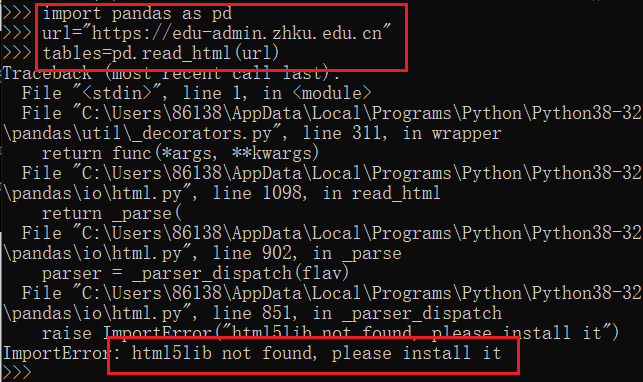 >>> import pandas as pd
>>> url="https://edu-admin.zhku.edu.cn"
>>> tables=pd.read_html(url)
Traceback (most recent call last):
  File "<stdin>", line 1, in <module>
  File "C:\Users\86138\AppData\Local\Programs\Python\Python38-32
\pandas\util\_decorators.py", line 311, in wrapper
    return func(*args, **kwargs)
  File "C:\Users\86138\AppData\Local\Programs\Python\Python38-32
\pandas\io\html.py", line 1098, in read_html
    return _parse(
  File "C:\Users\86138\AppData\Local\Programs\Python\Python38-32
\pandas\io\html.py", line 902, in _parse
    parser = _parser_dispatch(flav)
  File "C:\Users\86138\AppData\Local\Programs\Python\Python38-32
\pandas\io\html.py", line 851, in _parser_dispatch
    raise ImportError("html5lib not found, please install it")
ImportError: html5lib not found, please install it
>>>